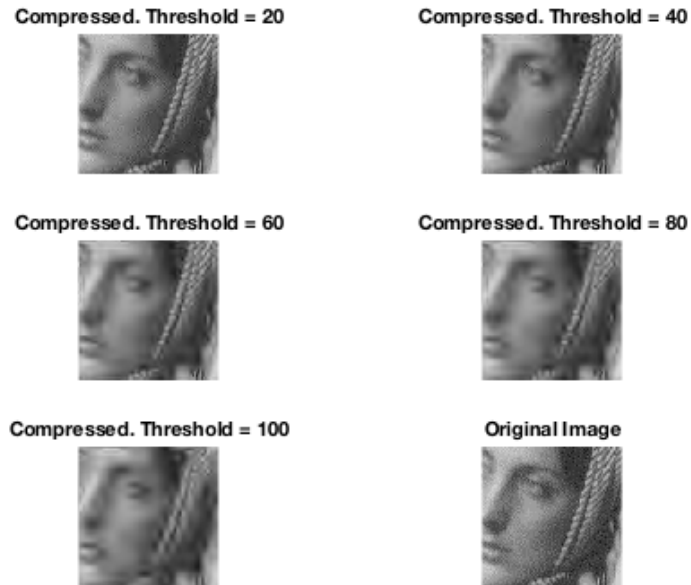 Compressed. Threshold = 20
Compressed. Threshold = 40
Compressed. Threshold = 60
Compressed. Threshold = 80
Compressed. Threshold = 100
Original Image